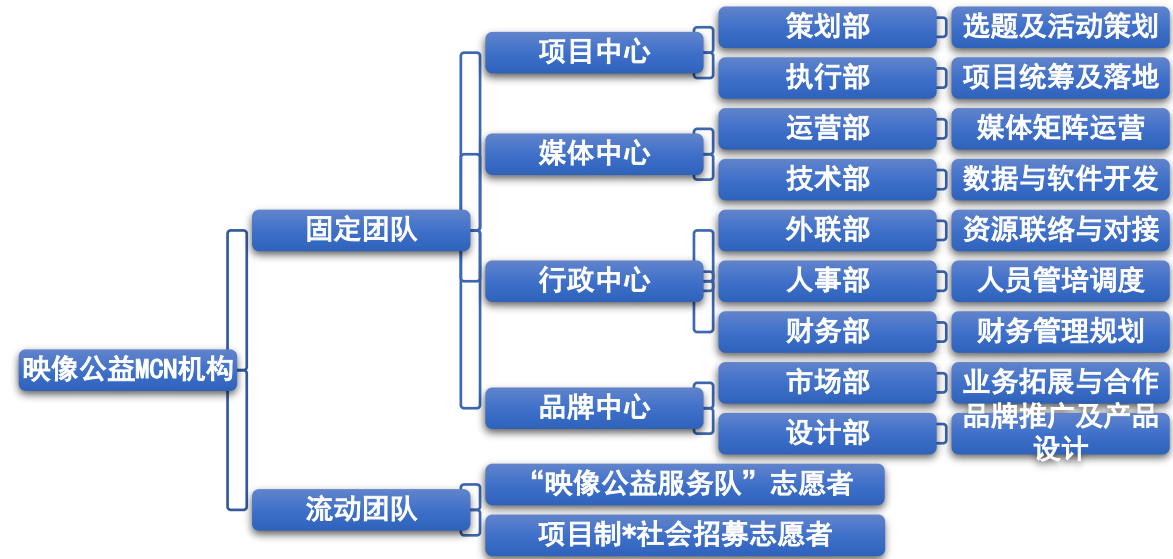 映像公益MCN机构
固定团队
项目中心
策划部
选题及活动策划
执行部
项目统筹及落地
媒体中心
运营部
媒体矩阵运营
技术部
数据与软件开发
行政中心
外联部
资源联络与对接
人事部
人员管培调度
财务部
财务管理规划
品牌中心
市场部
业务拓展与合作
设计部
品牌推广及产品
设计
流动团队
“映像公益服务队”志愿者
项目制*社会招募志愿者